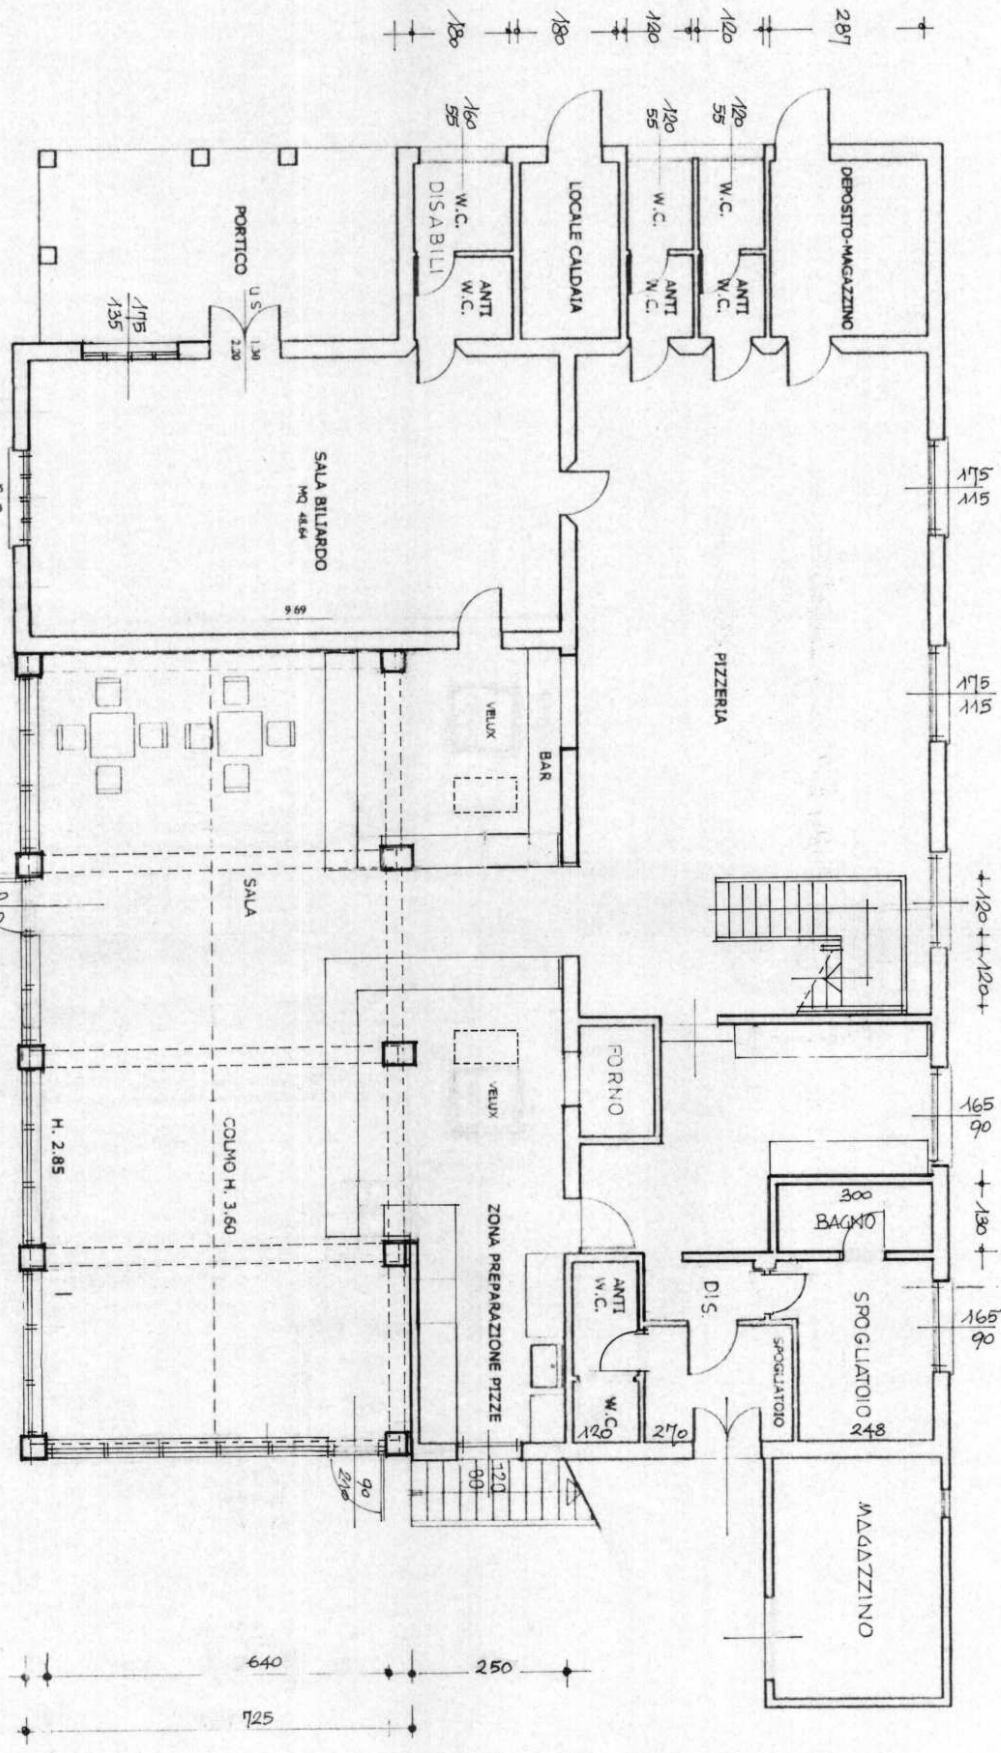 180
180
120
120
287
160
55
120
55
120
55
W.C.
DISABILI
ANTI
W.C.
LOCALE CALDAIA
W.C.
ANTI
W.C.
W.C.
ANTI
W.C.
DEPOSITO-MAGAZZINO
PORTICO
U S
1.30
2.20
175
135
SALA BILIARDO
MQ 48.64
9.69
PIZZERIA
175
115
175
115
VELUX
BAR
SALA
120
120
FORNO
VELUX
165
90
H. 2.85
COLMO H. 3.60
ZONA PREPARAZIONE PIZZE
300
BAGNO
130
ANTI
W.C.
DIS.
SPOGLIATOIO
165
90
SPOGLIATOIO
W.C.
120
270
248
90
210
120
80
MAGAZZINO
640
250
725